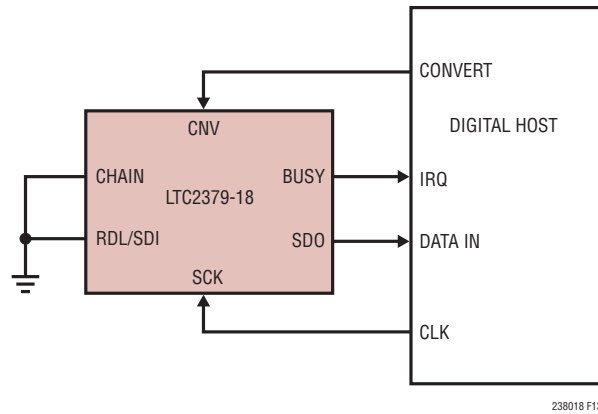 CONVERT
CNV
DIGITAL HOST
CHAIN
BUSY
IRQ
LTC2379-18
RDL/SDI
SDO
DATA IN
SCK
CLK